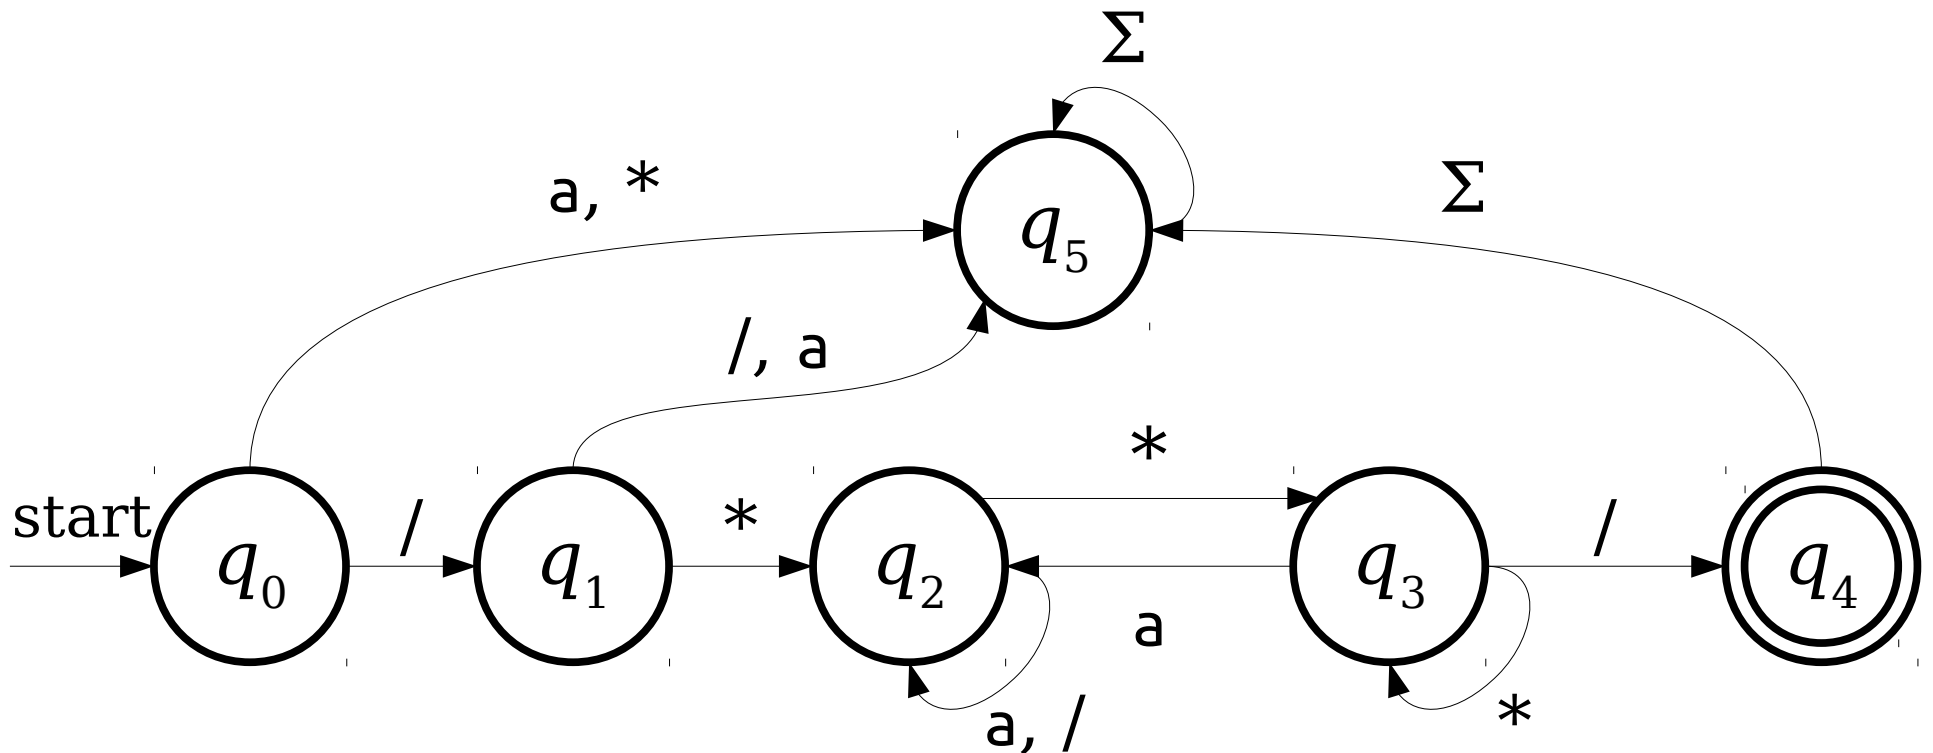 Σ
a, *
Σ
q5
/, a
*
start
/
*
/
q0
q1
q2
q3
q4
a
a, /
*